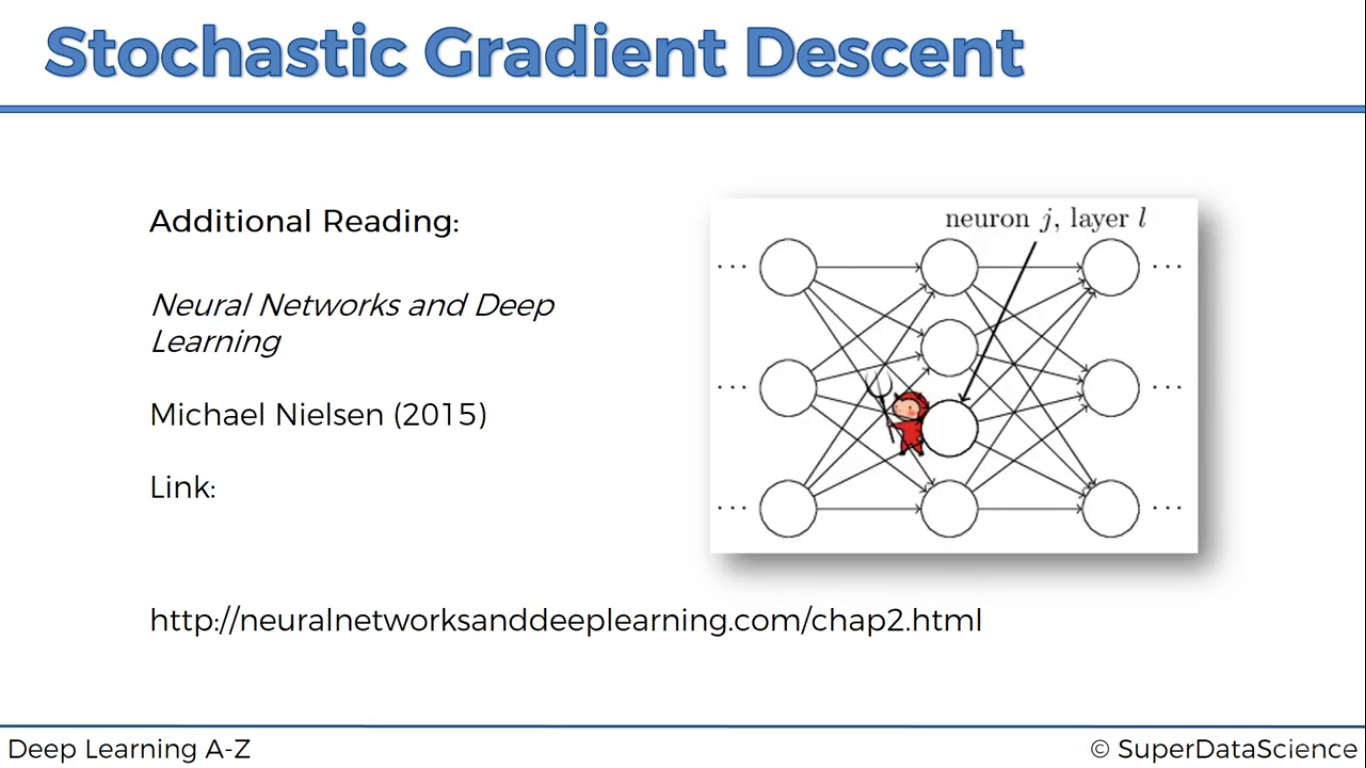 Stochastic Gradient Descent
Additional Reading:
Neural Networks and Deep
Learning
Michael Nielsen (2015)
Link:
http://neuralnetworksanddeeplearning.com/chap2.html
neuron j, layer l
...
...
...
...
...
...
Deep Learning A-Z
© SuperDataScience